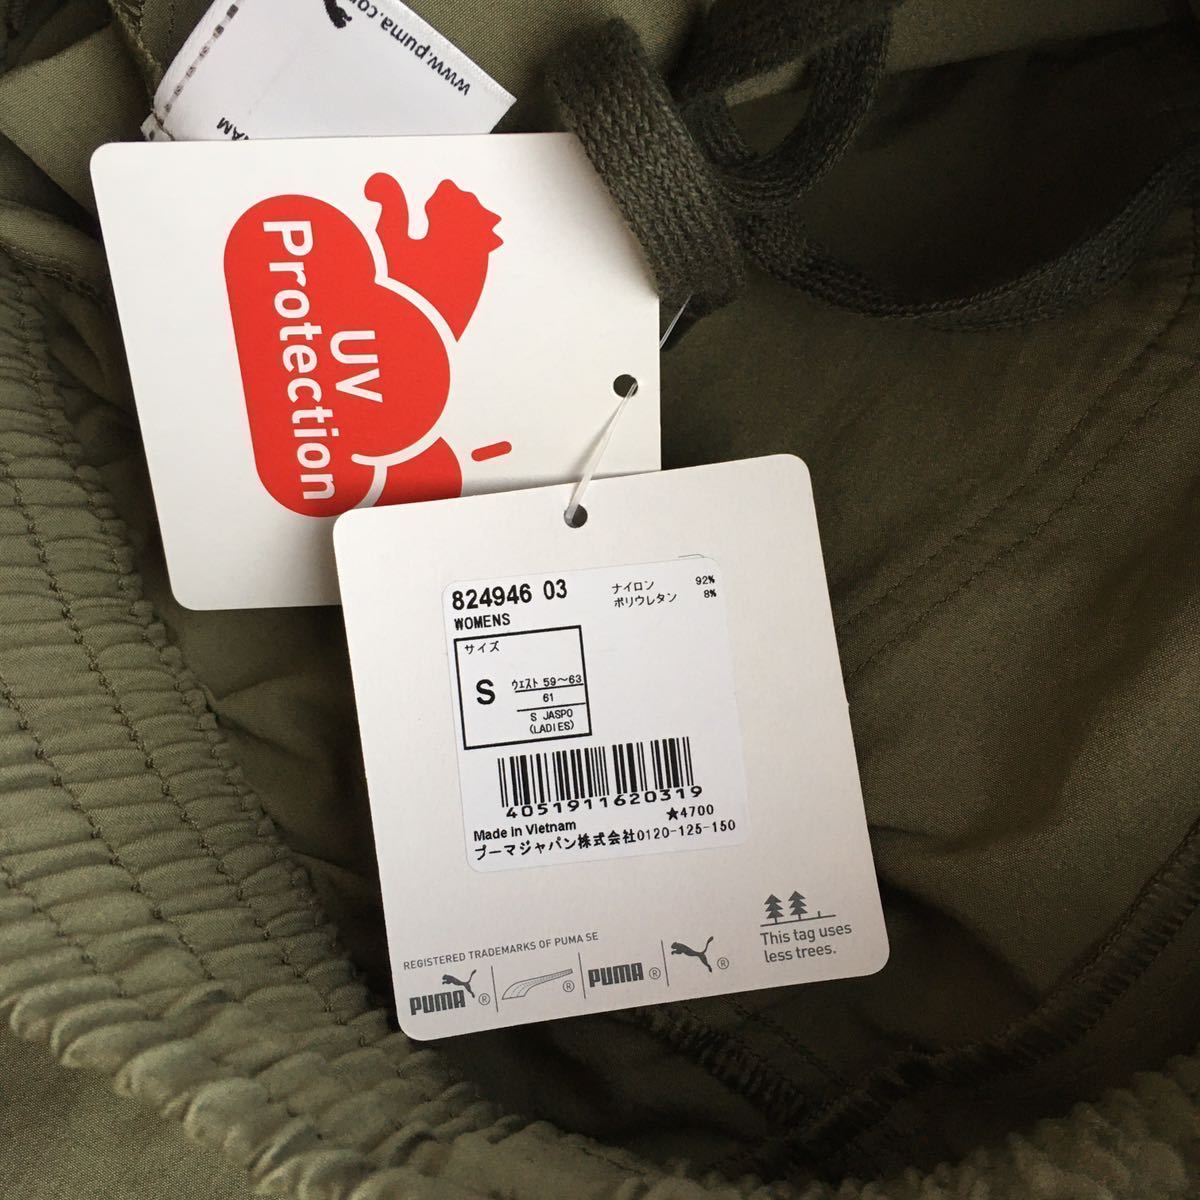 www.puma.com
UV
Protection
824946 03
WOMENS
ナイロン 92%
ポリウレタン 8%
サイズ
S
ウエスト 59〜63
61
S JASPO
(LADIES)
4051911620319
★4700
Made in Vietnam
プーマジャパン株式会社0120-125-150
REGISTERED TRADEMARKS OF PUMA SE
PUMA ® ® PUMA ® ®
This tag uses
less trees.